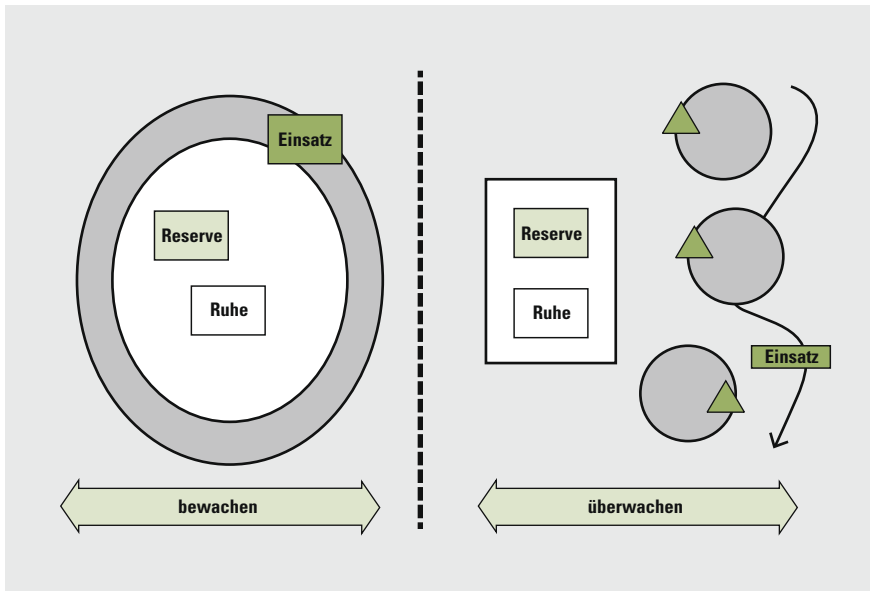 Einsatz
Reserve
Ruhe
bewachen
Reserve
Ruhe
Einsatz
überwachen